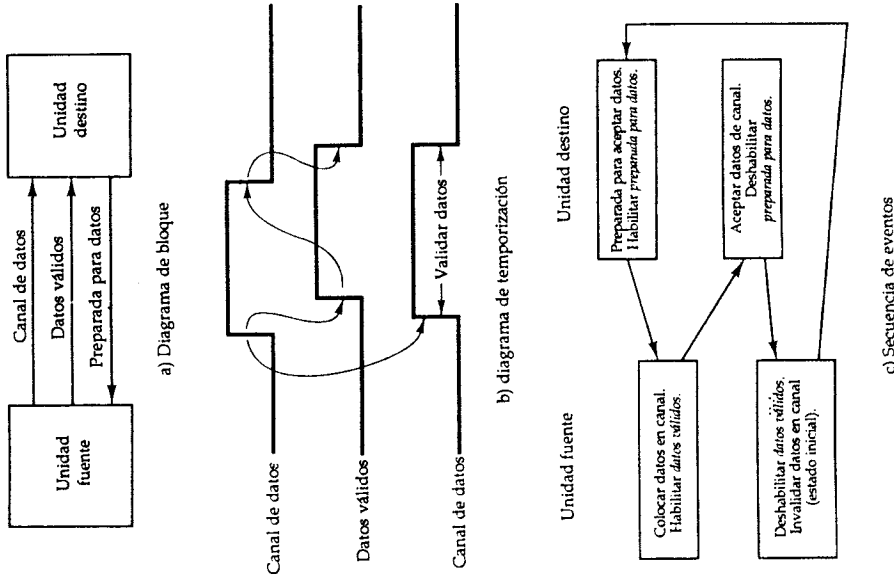 Unidad
fuente
Canal de datos
Datos válidos
Preparada para datos
Unidad
destino
a) Diagrama de bloque
Canal de datos
Datos válidos
Canal de datos
Validar datos
b) diagrama de temporización
Unidad fuente
Unidad destino
Preparada para aceptar datos.
Habilitar preparada para datos.
Colocar datos en canal.
Habilitar datos válidos.
Aceptar datos de canal.
Deshabilitar
preparada para datos.
Deshabilitar datos válidos.
Invalidar datos en canal
(estado inicial).
c) Secuencia de eventos